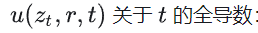 u(z_t, r, t) 关于 t 的全导数: